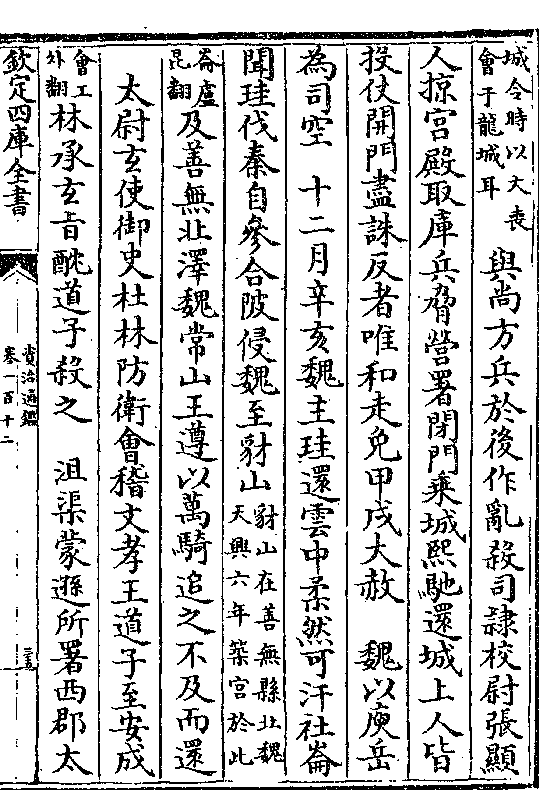 城令時以大喪
會于龍城耳
與尚方兵於後作亂殺司隷校尉張顯
人掠宫殿取庫兵脅營署閉門乗城熙馳還城上人皆
投仗開門盡誅反者唯和走免甲戌大赦 魏以庾岳
為司空 十二月辛亥魏主珪還雲中柔然可汗社崙
聞珪伐秦自參合陂侵魏至豺山
豺山在善無縣北魏
天興六年築宫於此
及善無北澤魏常山王遵以萬騎追之不及而還
崙盧
昆翻
太尉玄使御史杜林防衛會稽文孝王道子至安成
會工
外翻
林承玄旨酖道子殺之 沮渠蒙遜所署西郡太
欽定四庫全書
資治通鑑
卷一百十二
三五